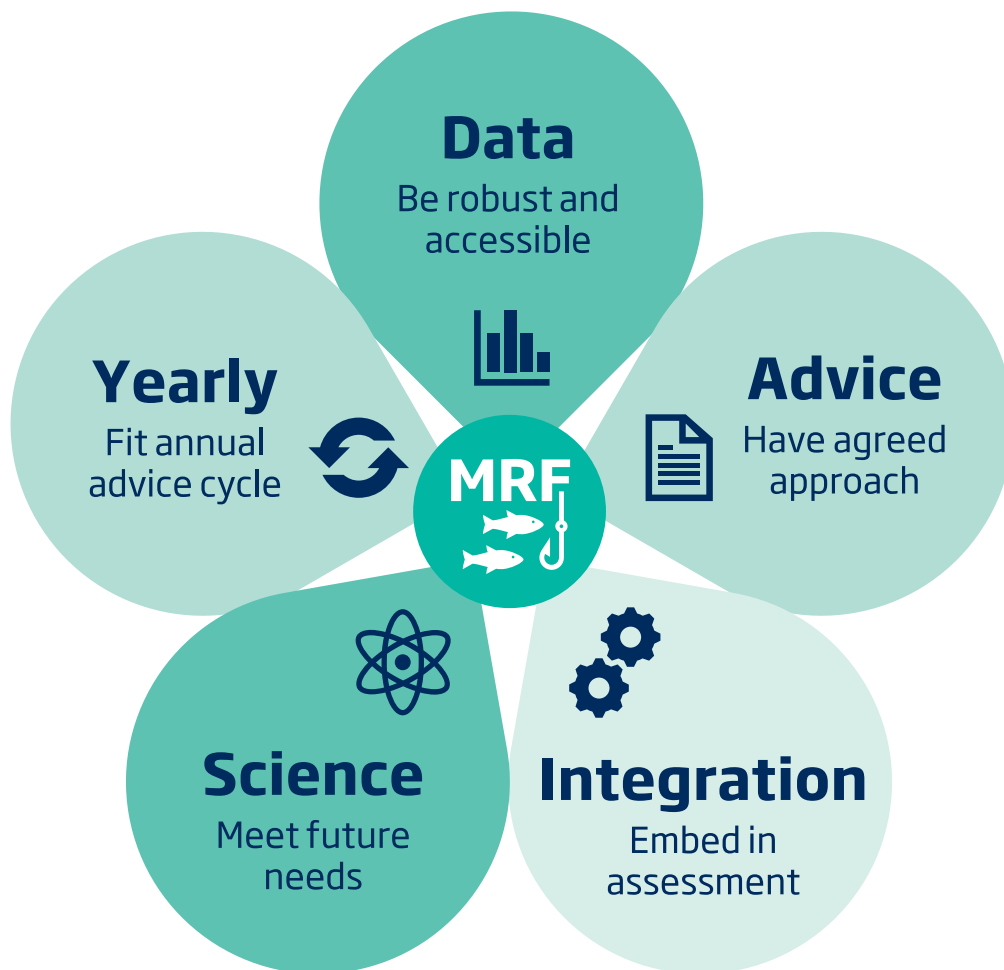 Data
Be robust and
accessible
Yearly
Fit annual
advice cycle
Advice
Have agreed
approach
MRF
Science
Meet future
needs
Integration
Embed in
assessment